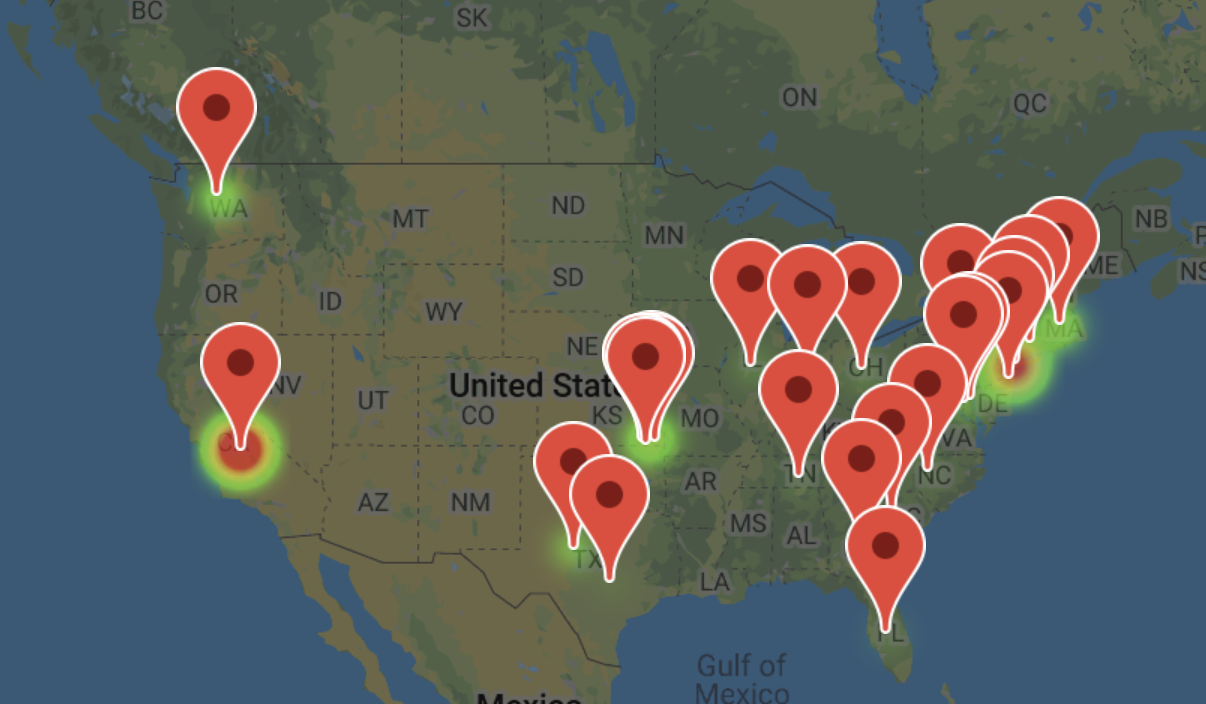 BC
SK
ON
QC
WA
MT
ND
MN
NB
ME
OR
ID
SD
WY
NE
MA
OH
United Stat
NV
UT
CO
KS
MO
DE
VA
AZ
NM
AR
TN
NC
MS
AL
TX
LA
FL
Gulf of
Mexico
Mexico